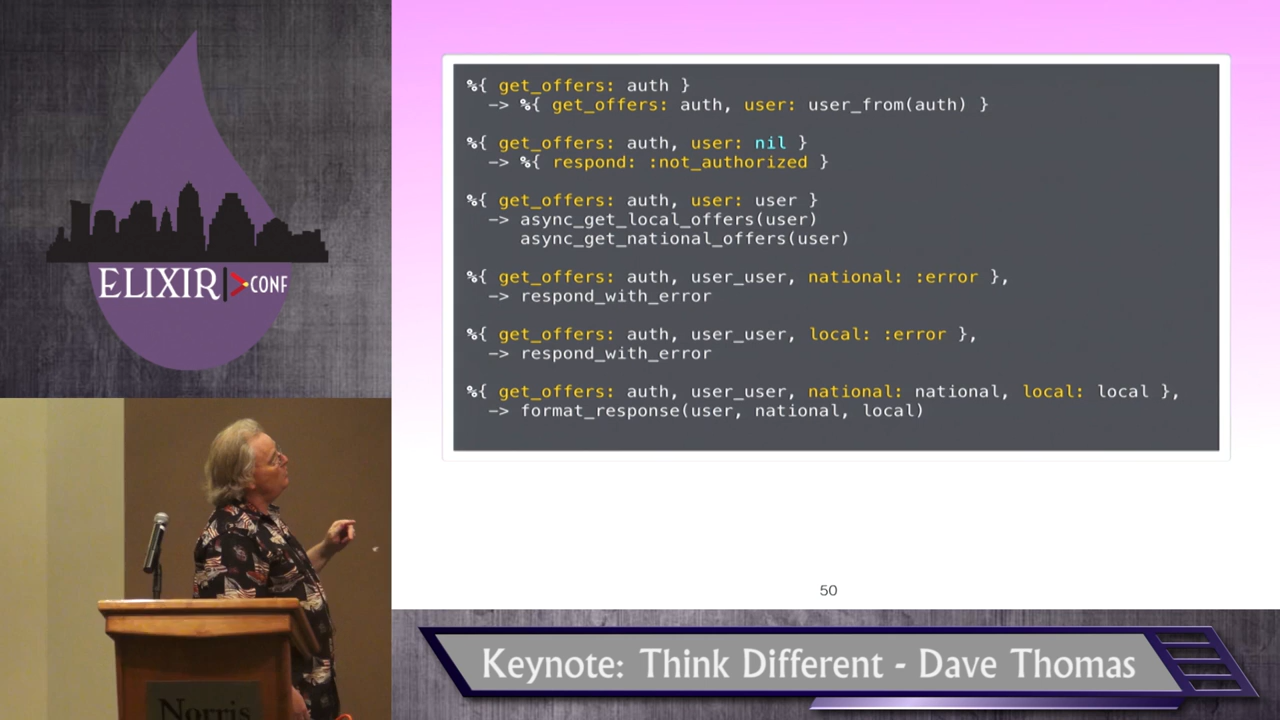 ELIXIR|>CONF
%{ get_offers: auth }
-> %{ get_offers: auth, user: user_from(auth) }
%{ get_offers: auth, user: nil }
-> %{ respond: :not_authorized }
%{ get_offers: auth, user: user }
-> async_get_local_offers(user)
async_get_national_offers(user)
%{ get_offers: auth, user_user, national: :error },
-> respond_with_error
%{ get_offers: auth, user_user, local: :error },
-> respond_with_error
%{ get_offers: auth, user_user, national: national, local: local },
-> format_response(user, national, local)
50
Norris
Keynote: Think Different - Dave Thomas